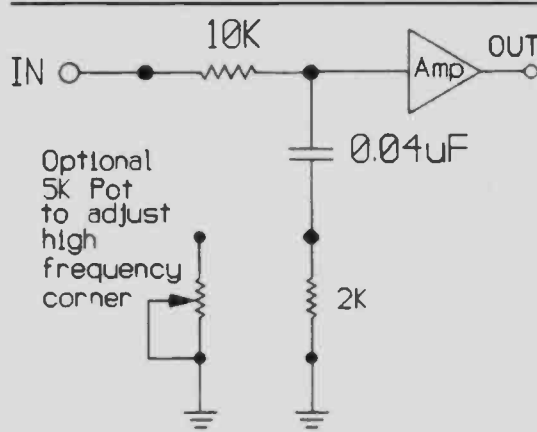 10K
IN
Amp
OUT
0.04uF
Optional
5K Pot
to adjust
high
frequency
corner
2K